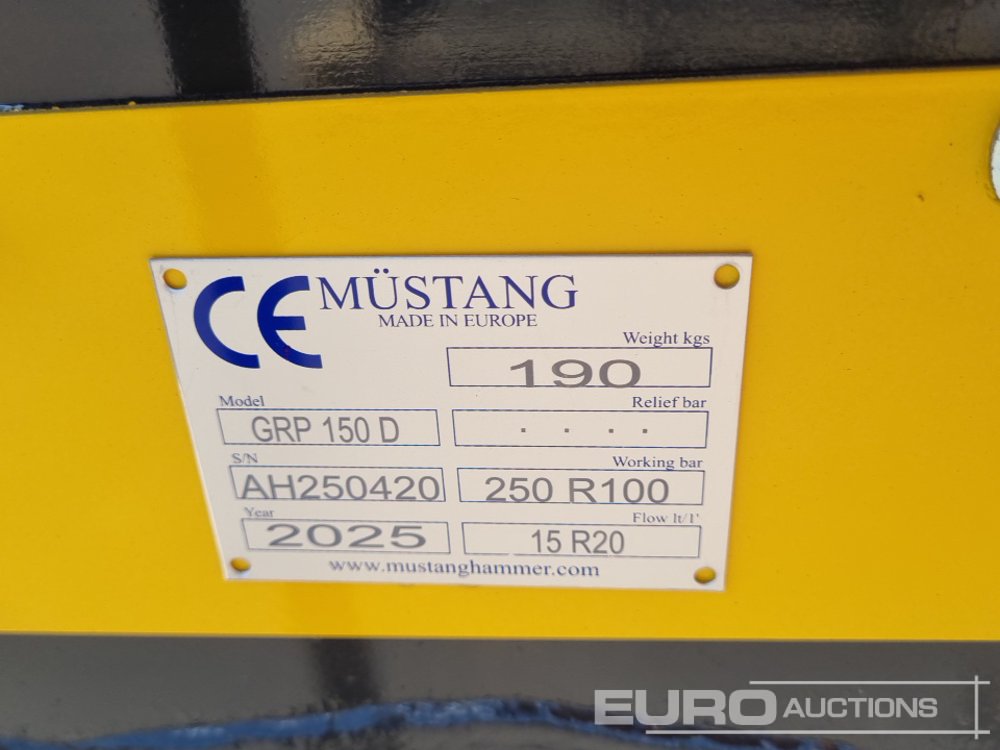 CE MÜSTANG
MADE IN EUROPE
Weight kgs
190
Model
Relief bar
GRP 150 D
. . . .
S/N
Working bar
AH250420
250 R100
Year
Flow lt/1'
2025
15 R20
www.mustanghammer.com
EURO AUCTIONS